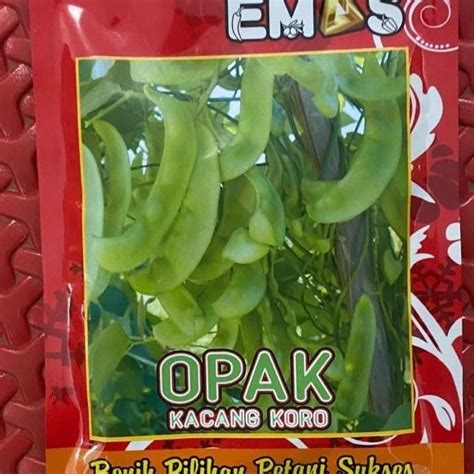 EMAS
OPAK
KACANG KORO
Benih Pilihan Petani Sukses